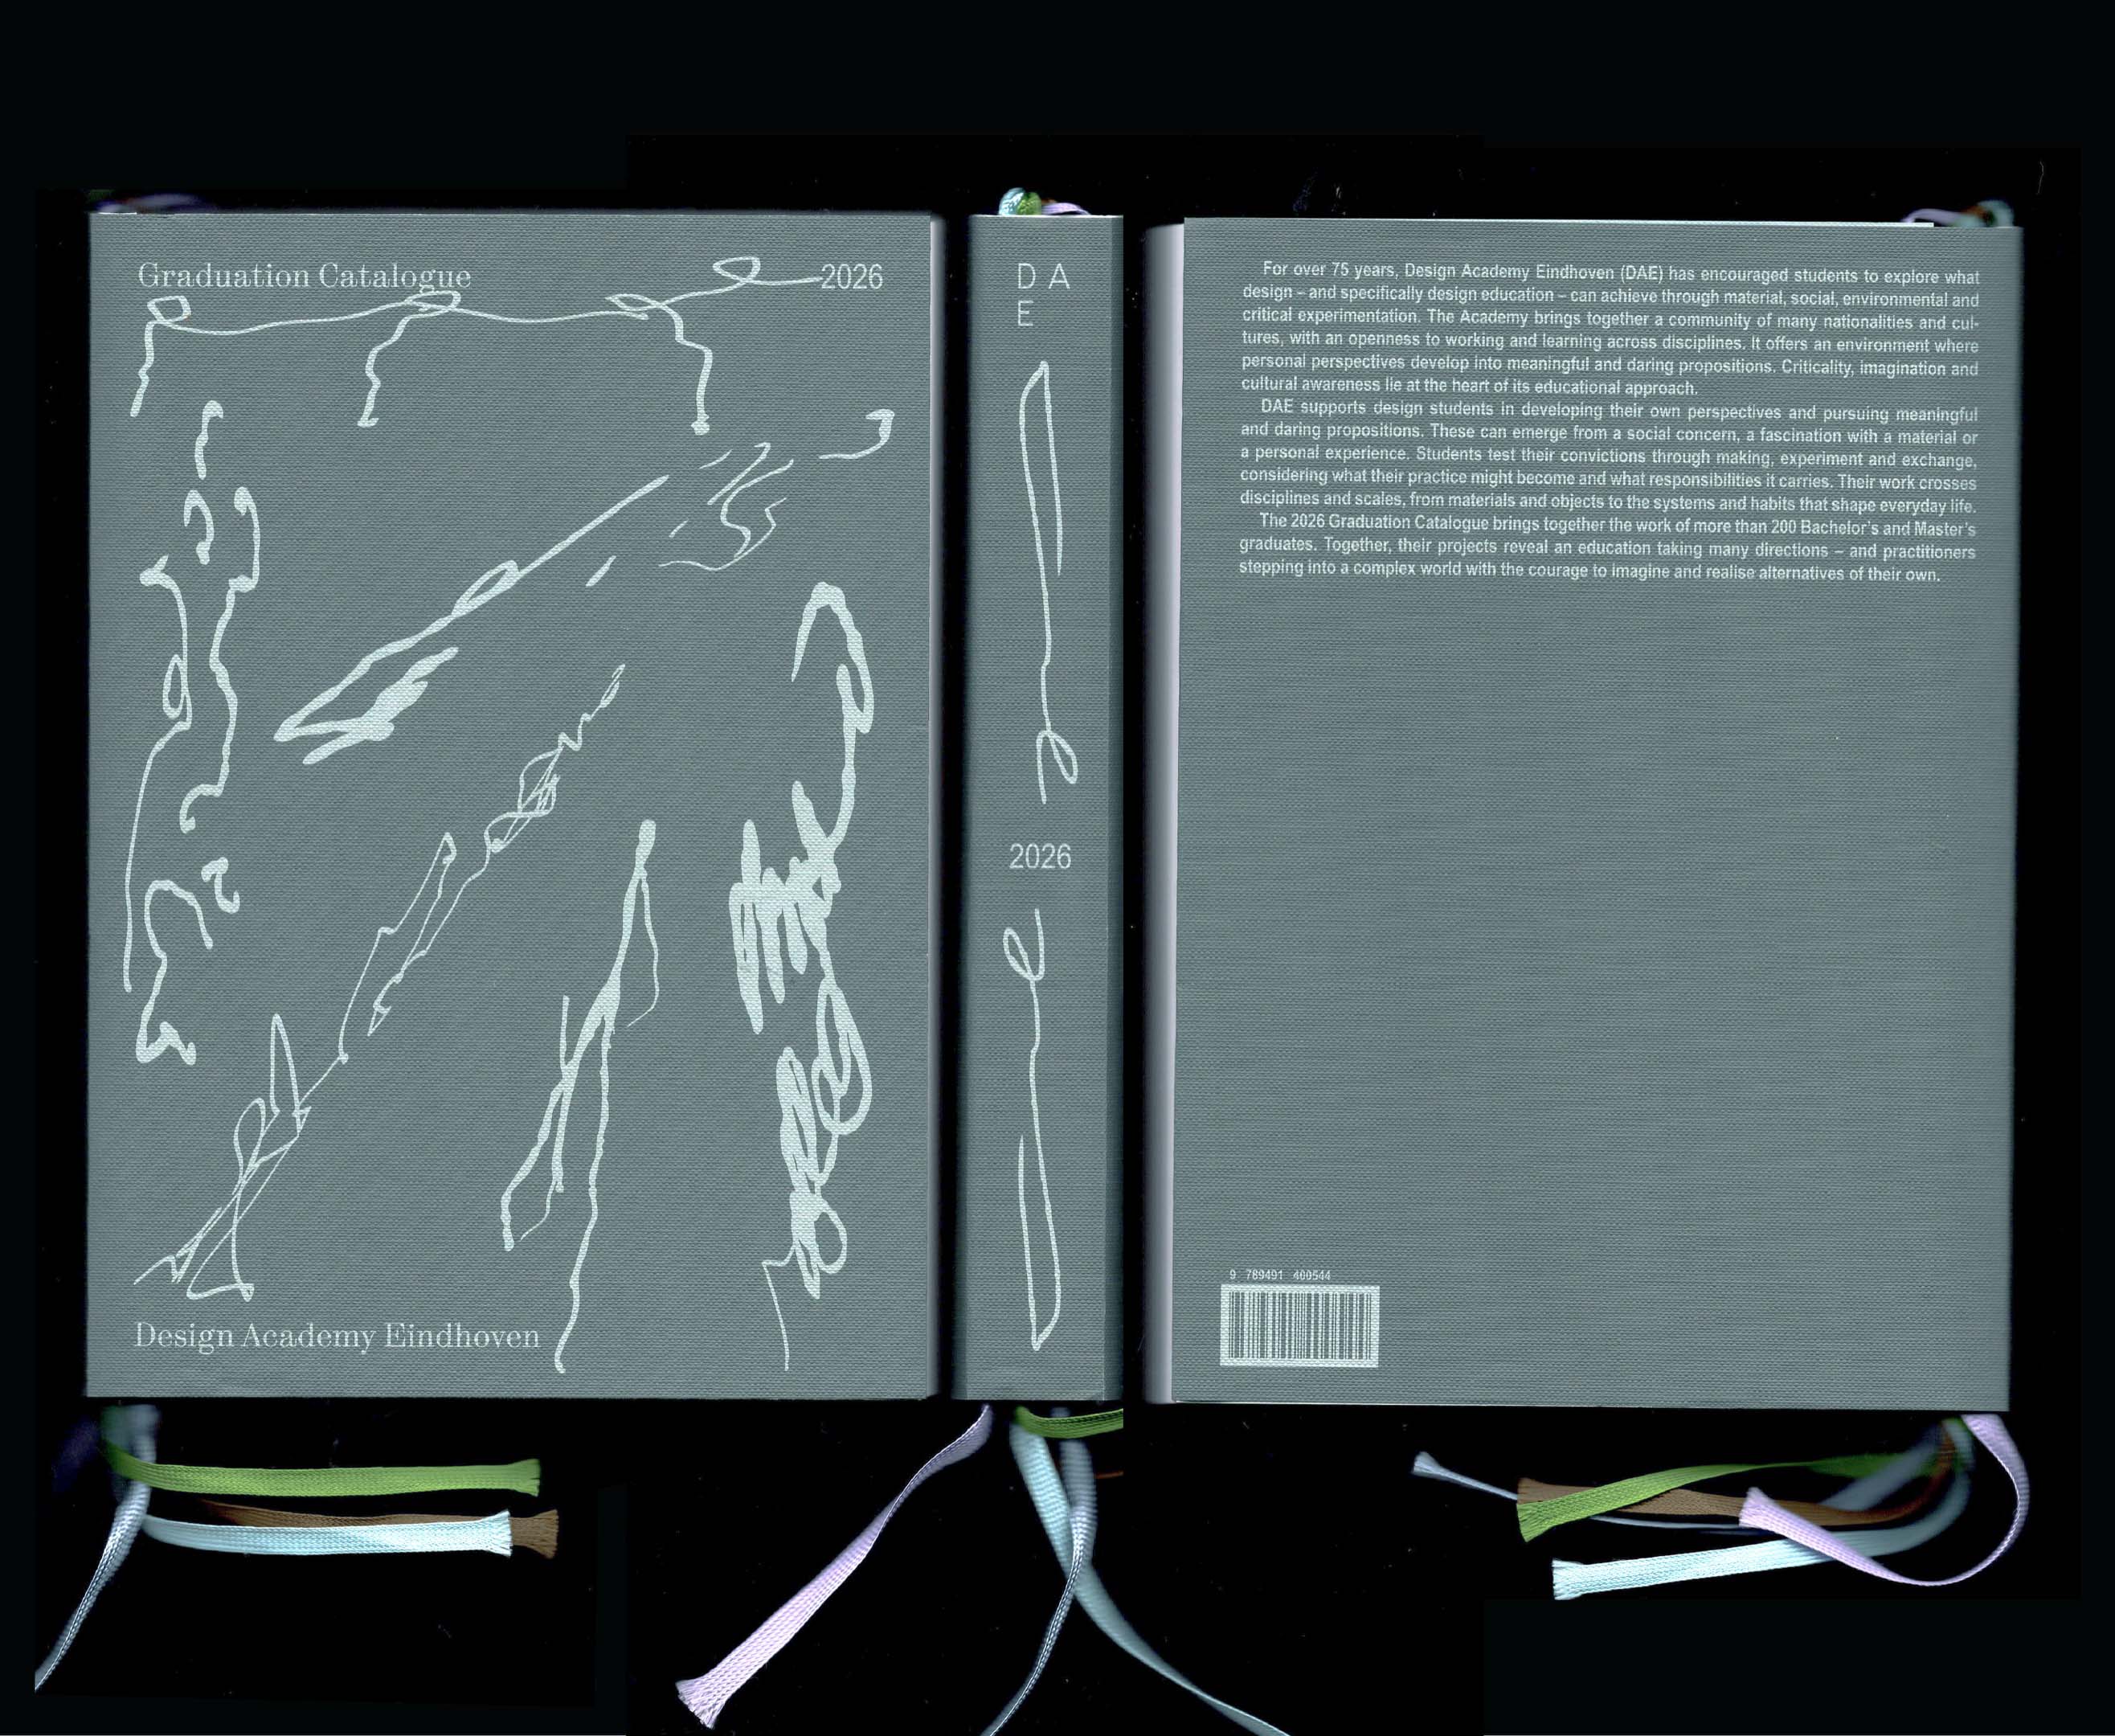 Graduation Catalogue
2026
Design Academy Eindhoven
D A
E
2026
For over 75 years, Design Academy Eindhoven (DAE) has encouraged students to explore what
design – and specifically design education – can achieve through material, social, environmental and
critical experimentation. The Academy brings together a community of many nationalities and cul-
tures, with an openness to working and learning across disciplines. It offers an environment where
personal perspectives develop into meaningful and daring propositions. Criticality, imagination and
cultural awareness lie at the heart of its educational approach.
DAE supports design students in developing their own perspectives and pursuing meaningful
and daring propositions. These can emerge from a social concern, a fascination with a material or
a personal experience. Students test their convictions through making, experiment and exchange,
considering what their practice might become and what responsibilities it carries. Their work crosses
disciplines and scales, from materials and objects to the systems and habits that shape everyday life.
The 2026 Graduation Catalogue brings together the work of more than 200 Bachelor’s and Master’s
graduates. Together, their projects reveal an education taking many directions – and practitioners
stepping into a complex world with the courage to imagine and realise alternatives of their own.
9 789491 400544